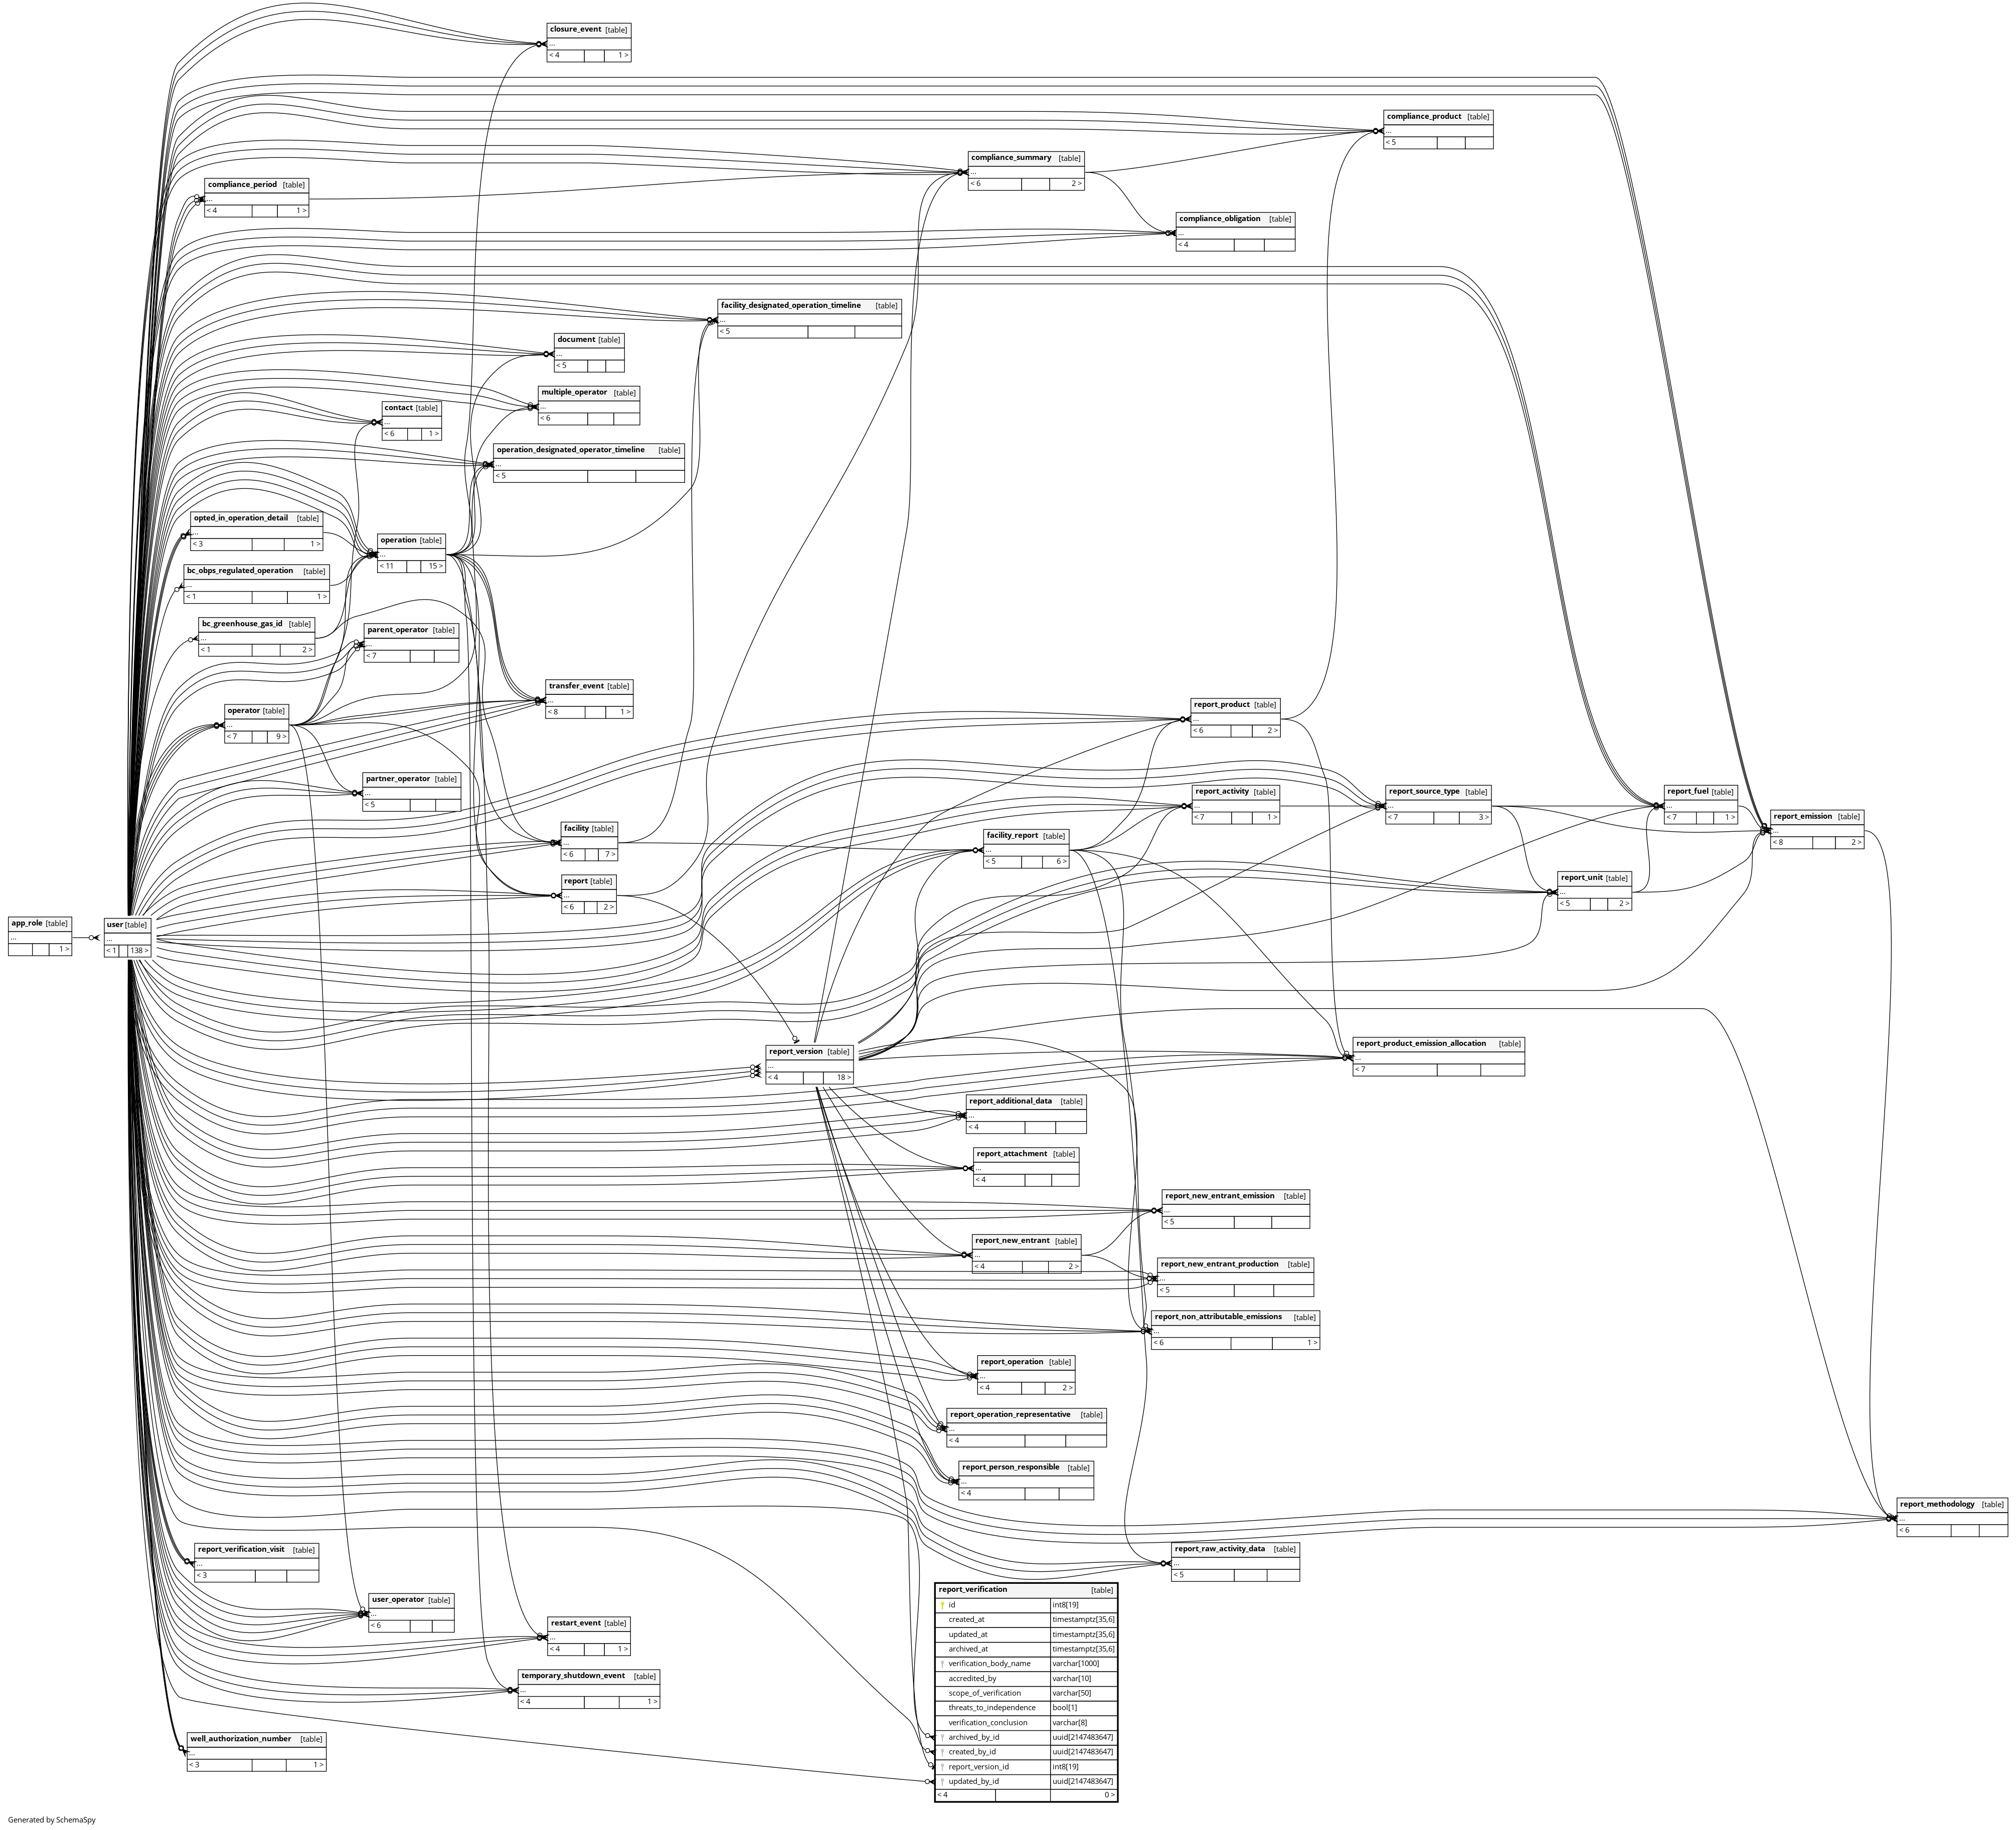 closure_event [table]
...
< 4 1 >
compliance_product [table]
...
< 5
compliance_summary [table]
...
< 6 2 >
compliance_period [table]
...
< 4 1 >
compliance_obligation [table]
...
< 4
facility_designated_operation_timeline [table]
...
< 5
document [table]
...
< 5
multiple_operator [table]
...
< 6
contact [table]
...
< 6 1 >
operation_designated_operator_timeline [table]
...
< 5
opted_in_operation_detail [table]
...
< 3 1 >
operation [table]
...
< 11 15 >
bc_obps_regulated_operation [table]
...
< 1 1 >
bc_greenhouse_gas_id [table]
...
< 1 2 >
parent_operator [table]
...
< 7
transfer_event [table]
...
< 8 1 >
operator [table]
...
< 7 9 >
report_product [table]
...
< 6 2 >
partner_operator [table]
...
< 5
report_activity [table]
...
< 7 1 >
report_source_type [table]
...
< 7 3 >
report_fuel [table]
...
< 7 1 >
report_emission [table]
...
< 8 2 >
facility [table]
...
< 6 7 >
facility_report [table]
...
< 5 6 >
report [table]
...
< 6 2 >
report_unit [table]
...
< 5 2 >
app_role [table]
...
1 >
user [table]
...
< 1 138 >
report_version [table]
...
< 4 18 >
report_product_emission_allocation [table]
...
< 7
report_additional_data [table]
...
< 4
report_attachment [table]
...
< 4
report_new_entrant_emission [table]
...
< 5
report_new_entrant [table]
...
< 4 2 >
report_new_entrant_production [table]
...
< 5
report_non_attributable_emissions [table]
...
< 6 1 >
report_operation [table]
...
< 4 2 >
report_operation_representative [table]
...
< 4
report_person_responsible [table]
...
< 4
report_methodology [table]
...
< 6
report_verification_visit [table]
...
< 3
report_raw_activity_data [table]
...
< 5
user_operator [table]
...
< 6
restart_event [table]
...
< 4 1 >
temporary_shutdown_event [table]
...
< 4 1 >
well_authorization_number [table]
...
< 3 1 >
report_verification [table]
id int8[19]
created_at timestamptz[35,6]
updated_at timestamptz[35,6]
archived_at timestamptz[35,6]
verification_body_name varchar[1000]
accredited_by varchar[10]
scope_of_verification varchar[50]
threats_to_independence bool[1]
verification_conclusion varchar[8]
archived_by_id uuid[2147483647]
created_by_id uuid[2147483647]
report_version_id int8[19]
updated_by_id uuid[2147483647]
< 4 0 >
Generated by SchemaSpy